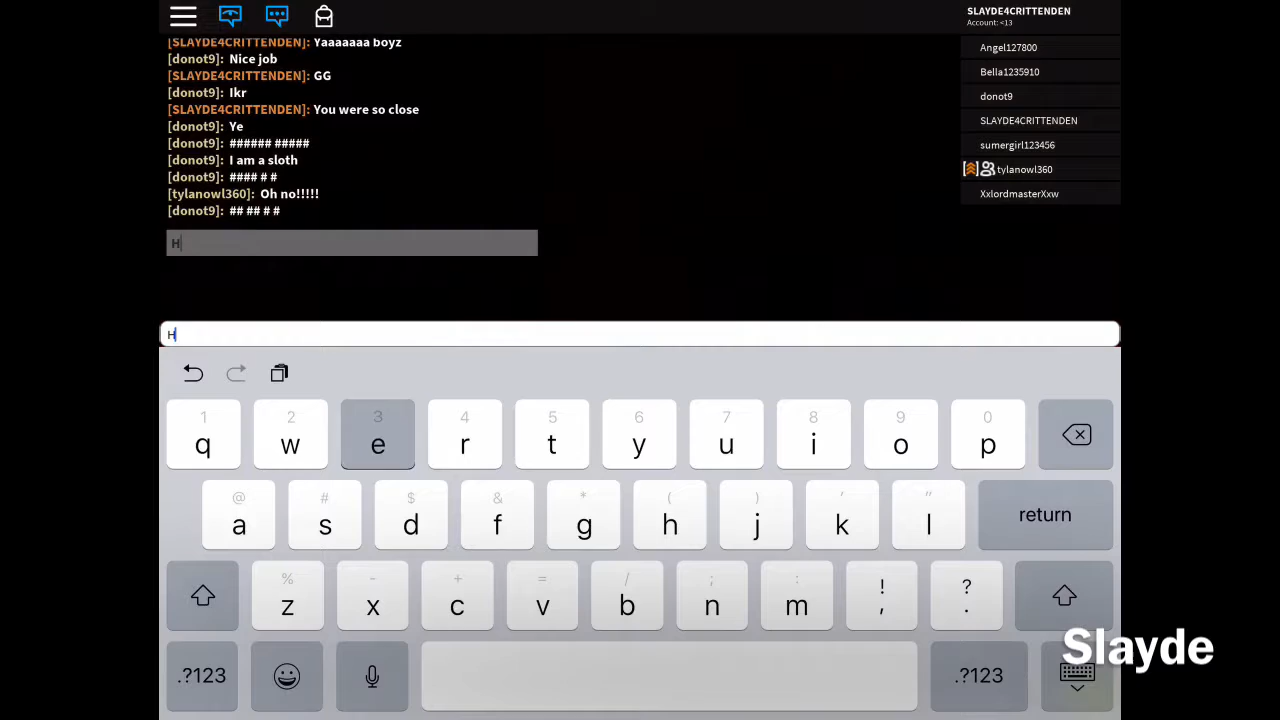 SLAYDE4CRITTENDEN
Account: <13
[SLAYDE4CRITTENDEN]: Yaaaaaaa boyz
[donot9]: Nice job
[SLAYDE4CRITTENDEN]: GG
[donot9]: Ikr
[SLAYDE4CRITTENDEN]: You were so close
[donot9]: Ye
[donot9]: ###### #####
[donot9]: I am a sloth
[donot9]: #### # #
[tylanowl360]: Oh no!!!!!
[donot9]: ## ## # #
Angel127800
Bella1235910
donot9
SLAYDE4CRITTENDEN
sumergirl123456
tylanowl360
XxlordmasterXxw
H
H
1 2 3 4 5 6 7 8 9 0
q w e r t y u i o p
@ # $ & * ( ) ' "
a s d f g h j k l return
% - + = / ; : ! ?
z x c v b n m , .
.?123 .?123
Slayde